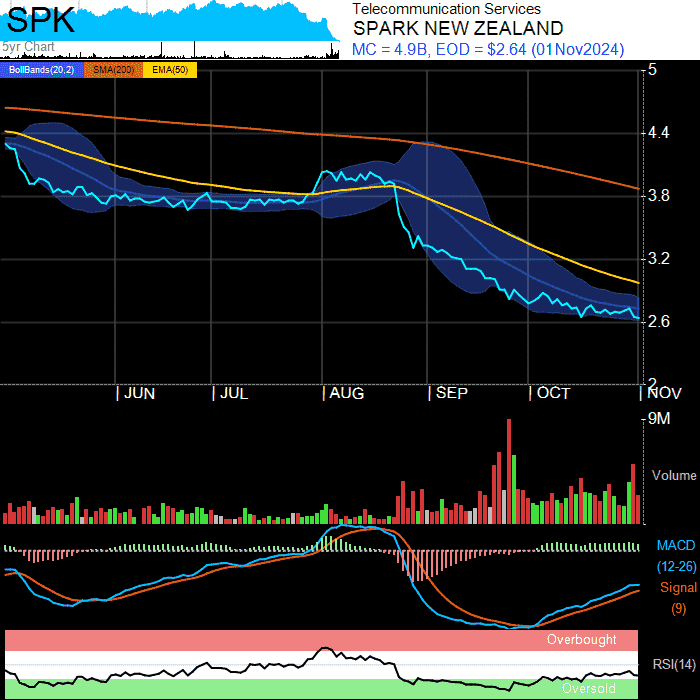 SPK
5yr Chart
Telecommunication Services
SPARK NEW ZEALAND
MC = 4.9B, EOD = $2.64 (01Nov2024)
BollBands(20,2) SMA(200) EMA(50)
5
4.4
3.8
3.2
2.6
2
JUN JUL AUG SEP OCT NOV
9M
Volume
MACD
(12-26)
Signal
(9)
Overbought
RSI(14)
Oversold